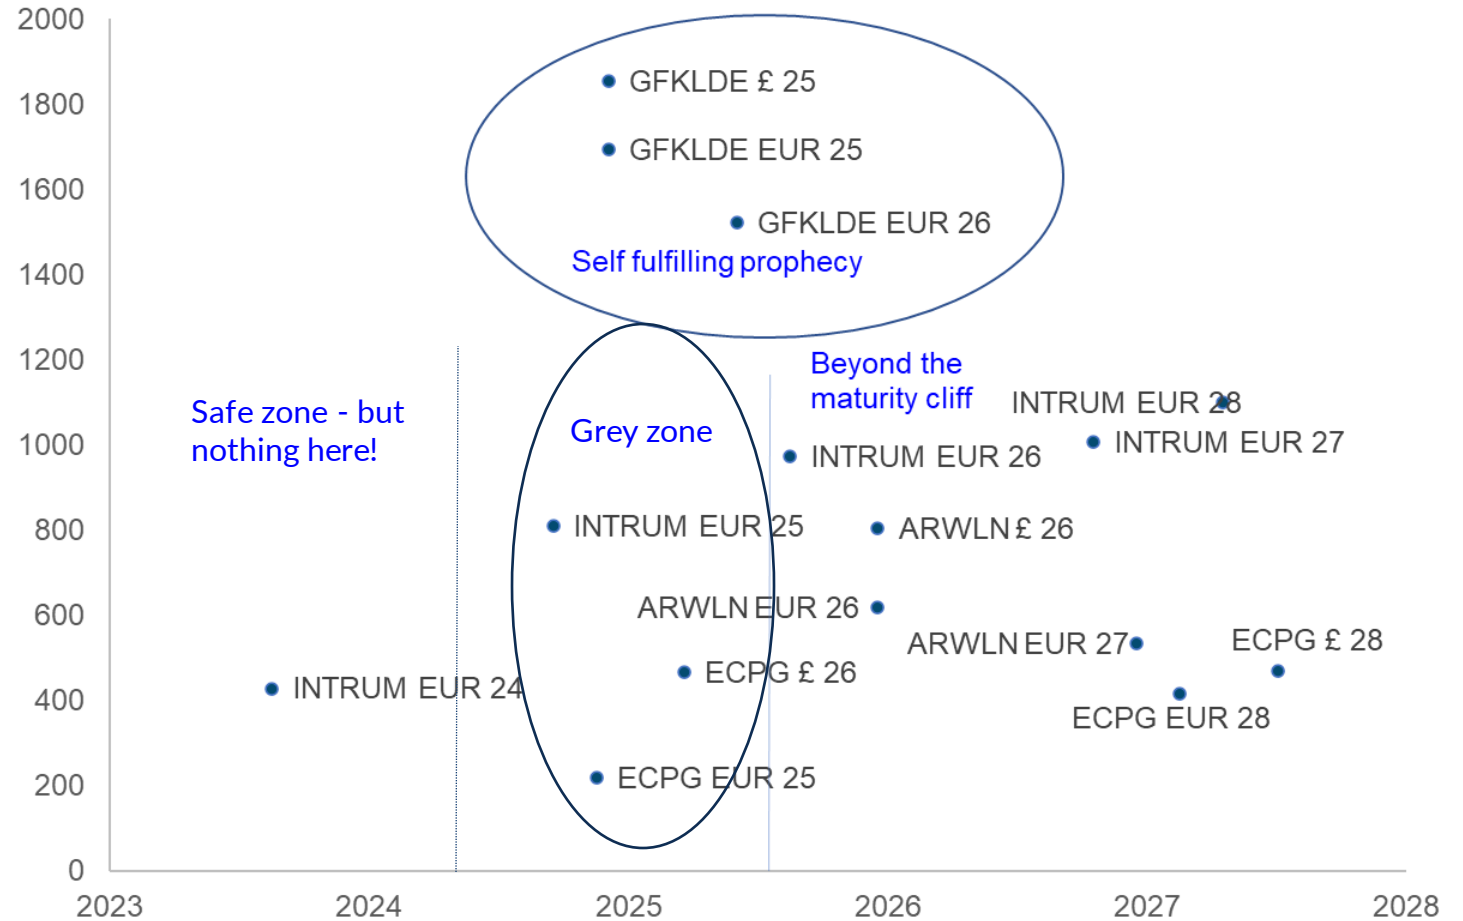 2000
GFKLDE £ 25
1800
GFKLDE EUR 25
1600
GFKLDE EUR 26
Self fulfilling prophecy
1400
1200
Beyond the
maturity cliff
Safe zone - but
nothing here!
Grey zone
INTRUM EUR 28
1000
INTRUM EUR 27
INTRUM EUR 26
800
INTRUM EUR 25
ARWLN £ 26
600
ARWLN EUR 26
ARWLN EUR 27
ECPG £ 28
ECPG £ 26
400
INTRUM EUR 24
ECPG EUR 28
200
ECPG EUR 25
0
2023 2024 2025 2026 2027 2028